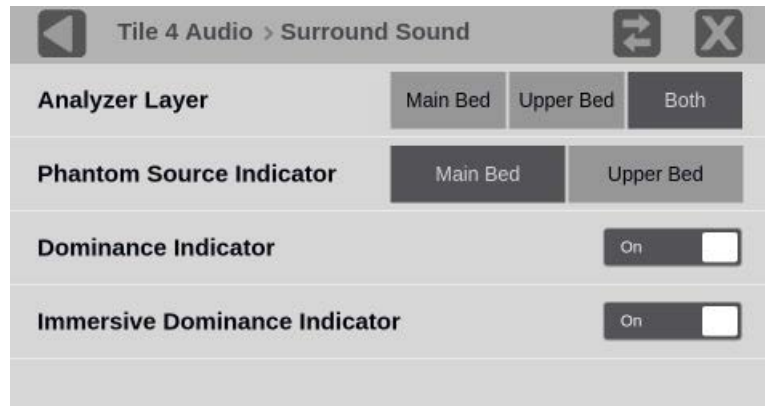 Tile 4 Audio > Surround Sound
Analyzer Layer Main Bed Upper Bed Both
Phantom Source Indicator Main Bed Upper Bed
Dominance Indicator On
Immersive Dominance Indicator On